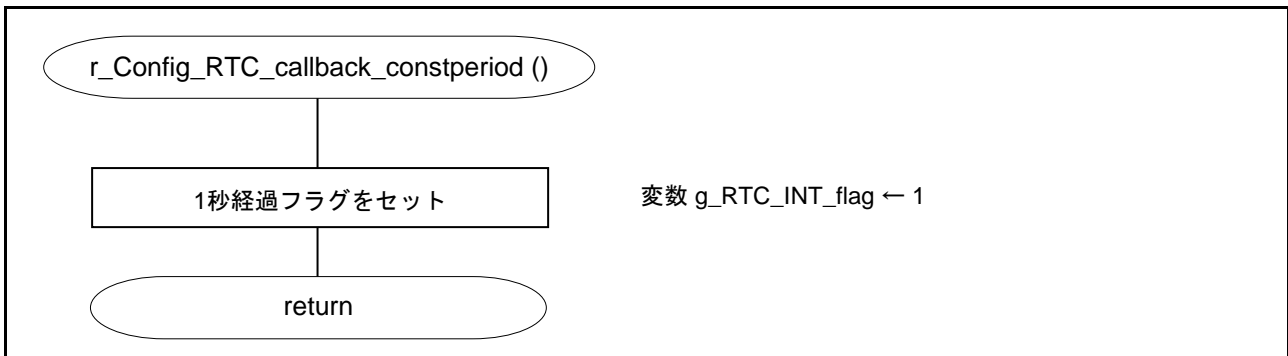 r_Config_RTC_callback_constperiod ()
1秒経過フラグをセット
変数 g_RTC_INT_flag ← 1
return